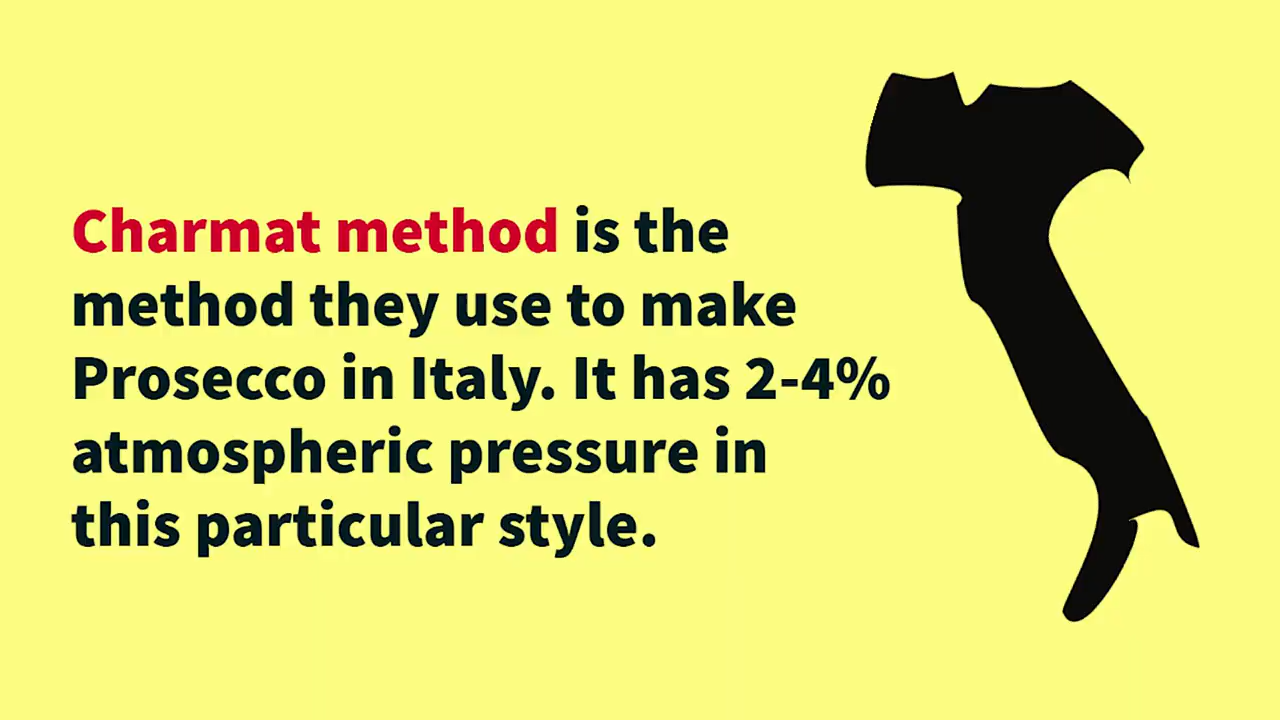 Charmat method is the
method they use to make
Prosecco in Italy. It has 2-4%
atmospheric pressure in
this particular style.